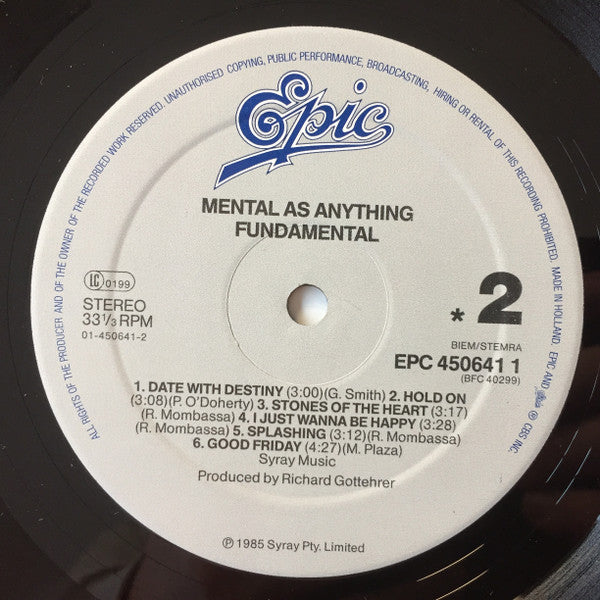 ALL RIGHTS OF THE PRODUCER AND OF THE OWNER OF THE RECORDED WORK RESERVED. UNAUTHORISED COPYING, PUBLIC PERFORMANCE, BROADCASTING, HIRING OR RENTAL OF THIS RECORDING PROHIBITED. MADE IN HOLLAND. EPIC AND Epic ® CBS INC.
Epic
MENTAL AS ANYTHING
FUNDAMENTAL
LC 0199
STEREO
33 1/3 RPM
01-450641-2
* 2
BIEM/STEMRA
EPC 450641 1
(BFC 40299)
1. DATE WITH DESTINY (3:00)(G. Smith) 2. HOLD ON
(3:08)(P. O'Doherty) 3. STONES OF THE HEART (3:17)
(R. Mombassa) 4. I JUST WANNA BE HAPPY (3:28)
(R. Mombassa) 5. SPLASHING (3:12)(R. Mombassa)
6. GOOD FRIDAY (4:27)(M. Plaza)
Syray Music
Produced by Richard Gottehrer
℗ 1985 Syray Pty. Limited